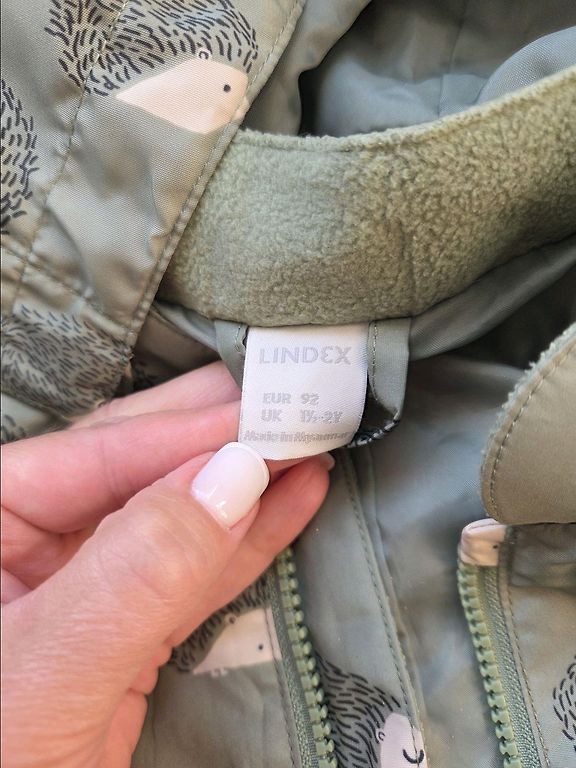 LINDEX
EUR 92
UK 1½-2Y
Made in Myanmar